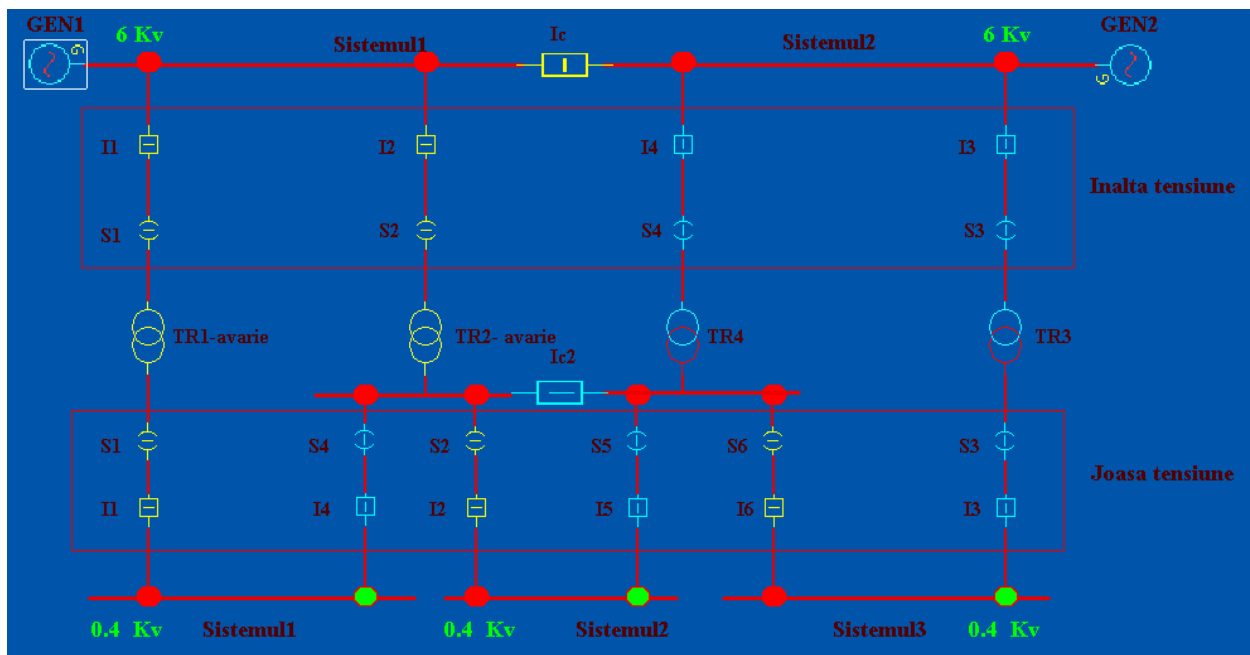 GEN1
6 Kv
Sistemul1
Ic
Sistemul2
6 Kv
GEN2
G
G
I1
I2
I4
I3
Inalta tensiune
S1
S2
S4
S3
TR1-avarie
TR2- avarie
TR4
TR3
Ic2
S1
S4
S2
S5
S6
S3
Joasa tensiune
I1
I4
I2
I5
I6
I3
0.4 Kv
Sistemul1
0.4 Kv
Sistemul2
Sistemul3
0.4 Kv